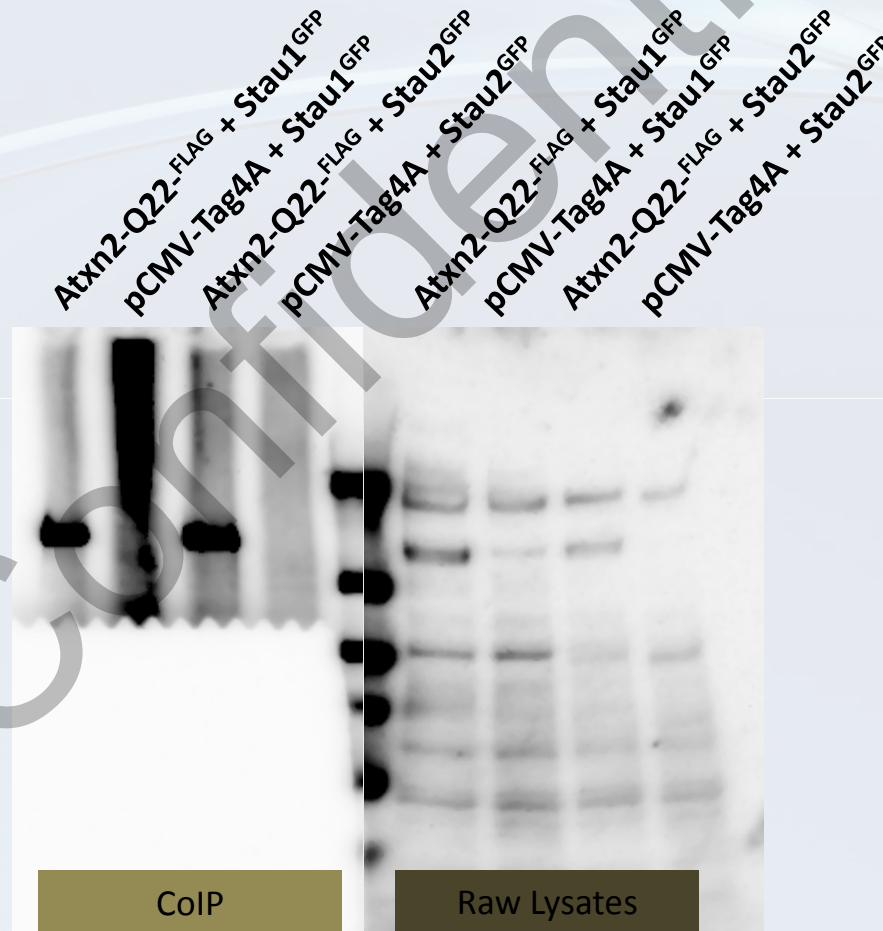 Atxn2-Q22-FLAG + Stau1GFP
pCMV-Tag4A + Stau1GFP
Atxn2-Q22-FLAG + Stau2GFP
pCMV-Tag4A + Stau2GFP
Atxn2-Q22-FLAG + Stau1GFP
pCMV-Tag4A + Stau1GFP
Atxn2-Q22-FLAG + Stau2GFP
pCMV-Tag4A + Stau2GFP
Confidenti
CoIP
Raw Lysates